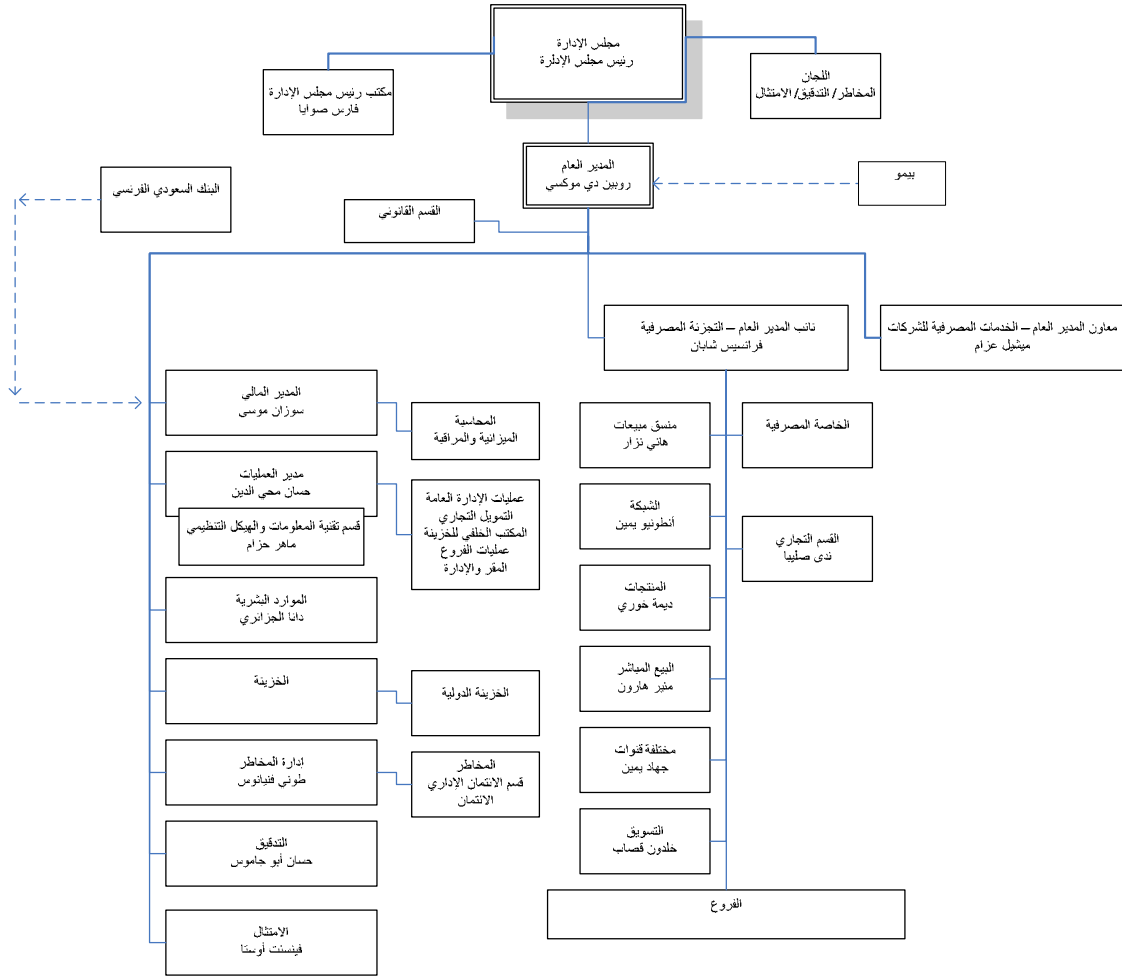 مجلس الإدارة
رئيس مجلس الإدارة
مكتب رئيس مجلس الإدارة
فارس صوايا
اللجان
المخاطر/ التدقيق/ الامتثال
المدير العام
روبين دي موكسي
بيمو
البنك السعودي الفرنسي
القسم القانوني
نائب المدير العام – التجزئة المصرفية
فرانسيس شابان
معاون المدير العام – الخدمات المصرفية للشركات
ميشيل عزام
المدير المالي
سوزان موسى
المحاسبة
الميزانية والمراقبة
مدير العمليات
حسان محي الدين
قسم تقنية المعلومات والهيكل التنظيمي
ماهر حزام
عمليات الإدارة العامة
التمويل التجاري
المكتب الخلفي للخزينة
عمليات الفروع
المقر والإدارة
الموارد البشرية
دانا الجزائري
الخزينة
الخزينة الدولية
إدارة المخاطر
طوني فنيانوس
المخاطر
قسم الائتمان الإداري
الائتمان
التدقيق
حسان أبو جاموس
الامتثال
فينسنت أوستا
منسق مبيعات
هاني نزار
الخاصة المصرفية
الشبكة
أنطونيو يمين
القسم التجاري
ندى صليبا
المنتجات
ديمة خوري
البيع المباشر
منير هارون
مختلفة قنوات
جهاد يمين
التسويق
خلدون قصاب
الفروع